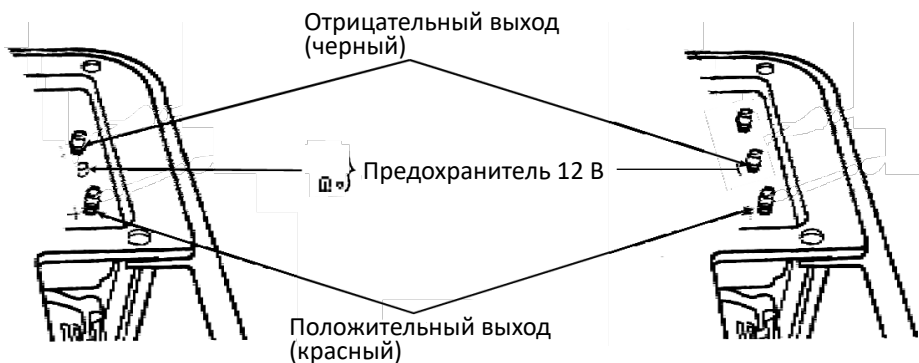 Отрицательный выход
(черный)
Предохранитель 12 В
Положительный выход
(красный)